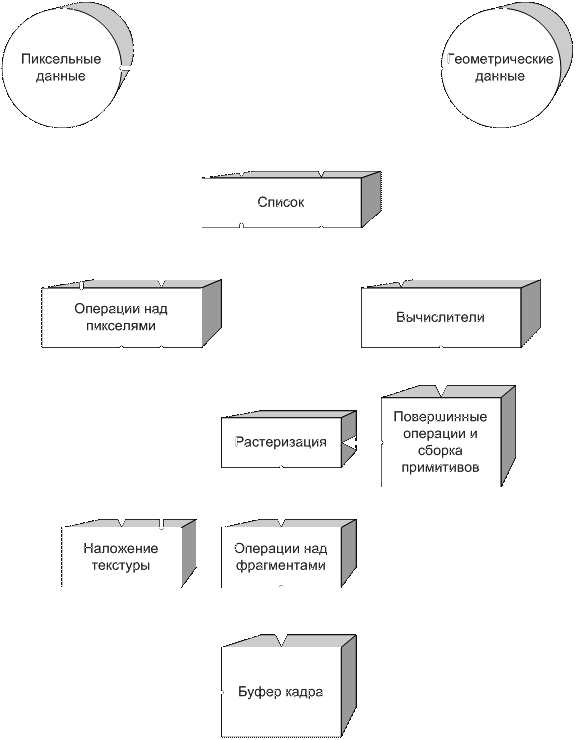 Пиксельные
данные
Геометрические
данные
Список
Операции над
пикселями
Вычислители
Повершинные
операции и
сборка
примитивов
Растеризация
Наложение
текстуры
Операции над
фрагментами
Буфер кадра